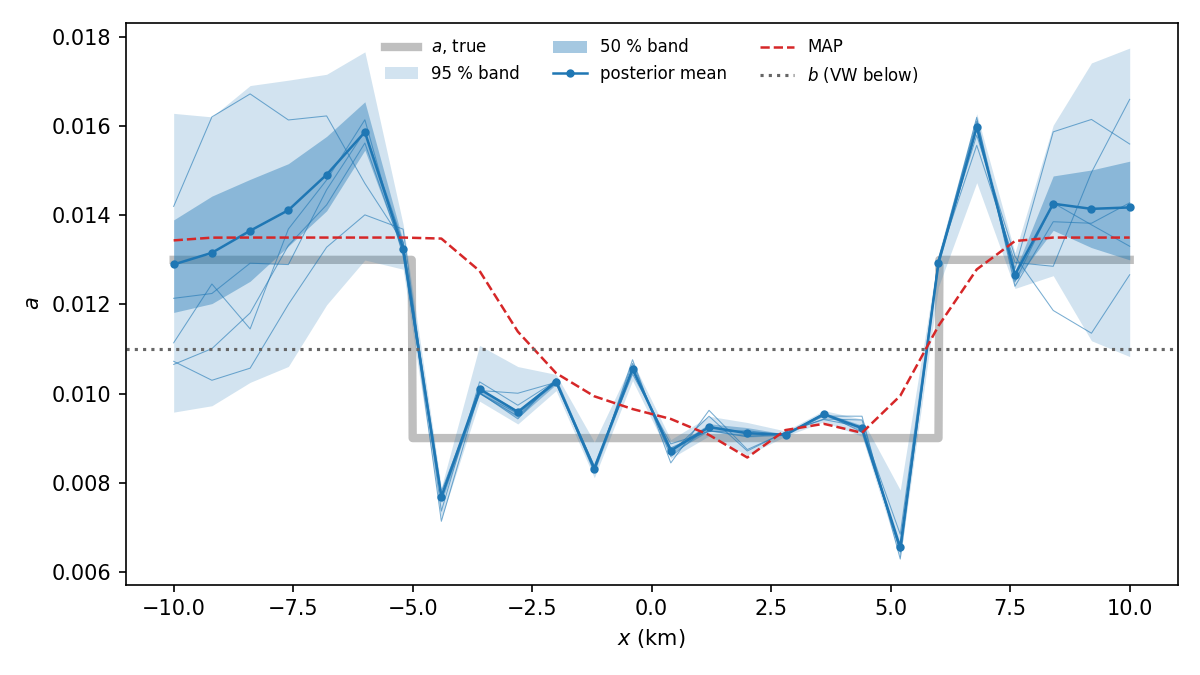 0.018
0.016
0.014
0.012
0.010
0.008
0.006
a
a, true
95 % band
50 % band
posterior mean
MAP
b (VW below)
−10.0 −7.5 −5.0 −2.5 0.0 2.5 5.0 7.5 10.0
x (km)